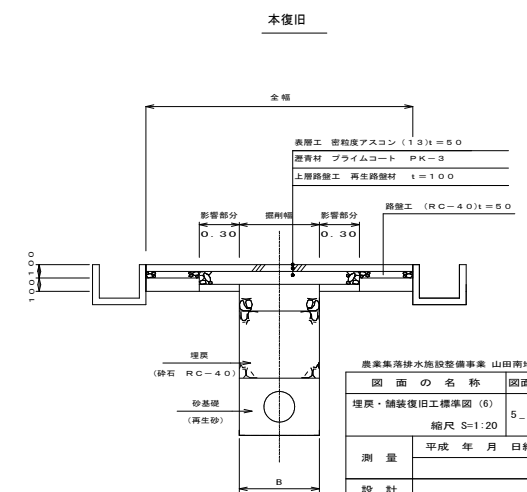 本復旧
全幅
表層工 密粒度アスコン（13）t＝50
瀝青材 プライムコート PK－3
上層路盤工 再生路盤材 t＝100
路盤工 （RC－40）t＝50
影響部分 掘削幅 影響部分
0.30 0.30
100 100
埋戻
（砕石 RC－40）
砂基礎
（再生砂）
B
農業集落排水施設整備事業 山田南地
図面の名称 図面
埋戻・舗装復旧工標準図（6） 5_
縮尺 S=1:20
測量 平成 年 月 日
設計